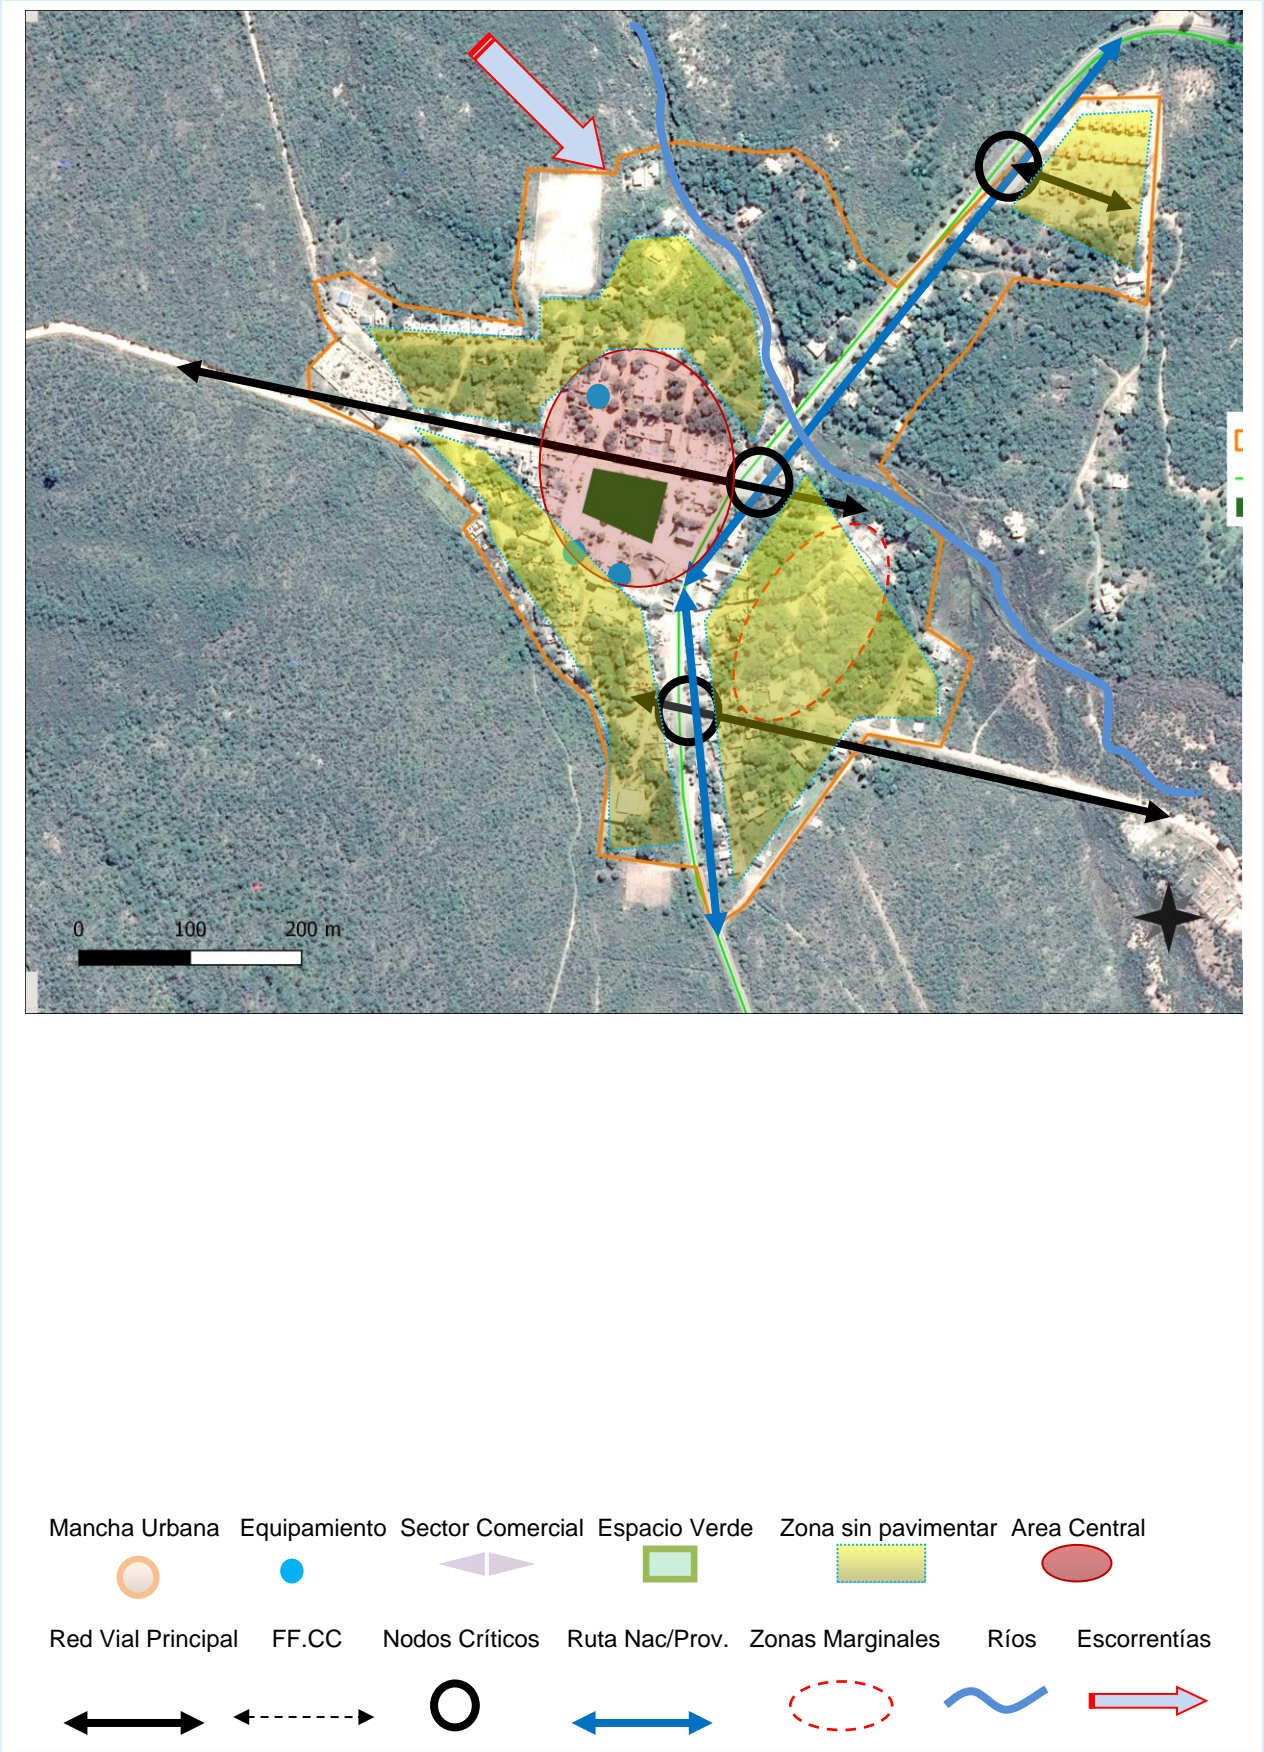 0 100 200 m
Mancha Urbana Equipamiento Sector Comercial Espacio Verde Zona sin pavimentar Area Central
Red Vial Principal FF.CC Nodos Críticos Ruta Nac/Prov. Zonas Marginales Ríos Escorrentías